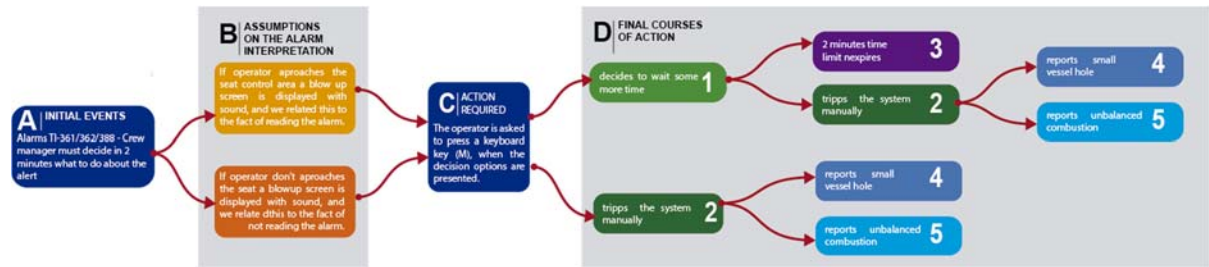 A | INITIAL EVENTS
Alarms TI-361/362/388 - Crew
manager must decide in 2
minutes what to do about the
alert
B | ASSUMPTIONS
ON THE ALARM
INTERPRETATION
If operator aproaches the
seat control area a blow up
screen is displayed with
sound, and we related this to
the fact of reading the alarm.
If operator don't aproaches
the seat a blowup screen is
displayed with sound, and
we relate dthis to the fact of
not reading the alarm.
C | ACTION
REQUIRED
The operator is asked
to press a keyboard
key (M), when the
decision options are
presented.
D | FINAL COURSES
OF ACTION
decides to wait some
more time 1
2 minutes time
limit nexpires 3
tripps the system
manually 2
reports small
vessel hole 4
reports unbalanced
combustion 5
tripps the system
manually 2
reports small
vessel hole 4
reports unbalanced
combustion 5